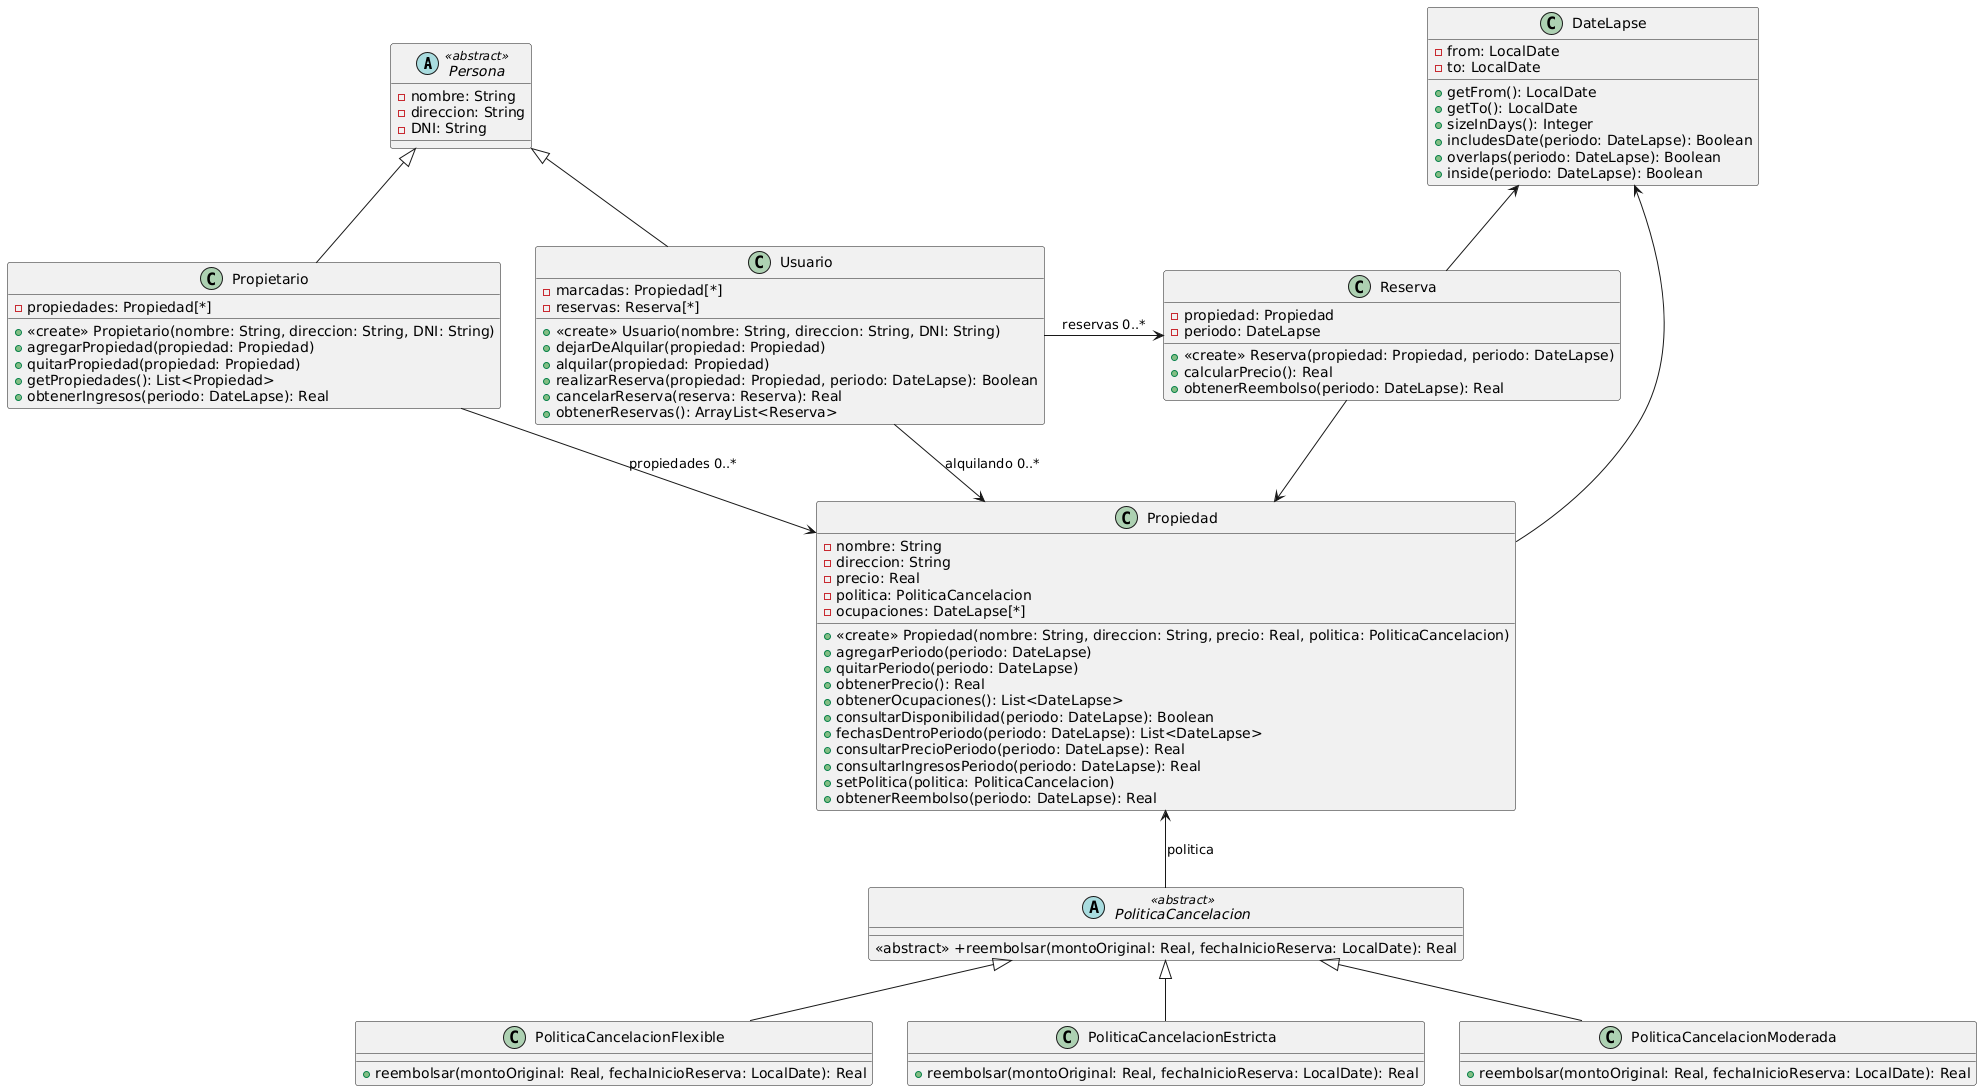 C DateLapse
from: LocalDate
to: LocalDate
getFrom(): LocalDate
getTo(): LocalDate
sizeInDays(): Integer
includesDate(periodo: DateLapse): Boolean
overlaps(periodo: DateLapse): Boolean
inside(periodo: DateLapse): Boolean
A «abstract»
Persona
nombre: String
direccion: String
DNI: String
C Propietario
propiedades: Propiedad[*]
«create» Propietario(nombre: String, direccion: String, DNI: String)
agregarPropiedad(propiedad: Propiedad)
quitarPropiedad(propiedad: Propiedad)
getPropiedades(): List<Propiedad>
obtenerIngresos(periodo: DateLapse): Real
C Usuario
marcadas: Propiedad[*]
reservas: Reserva[*]
«create» Usuario(nombre: String, direccion: String, DNI: String)
dejarDeAlquilar(propiedad: Propiedad)
alquilar(propiedad: Propiedad)
realizarReserva(propiedad: Propiedad, periodo: DateLapse): Boolean
cancelarReserva(reserva: Reserva): Real
obtenerReservas(): ArrayList<Reserva>
reservas 0..*
C Reserva
propiedad: Propiedad
periodo: DateLapse
«create» Reserva(propiedad: Propiedad, periodo: DateLapse)
calcularPrecio(): Real
obtenerReembolso(periodo: DateLapse): Real
propiedades 0..*
alquilando 0..*
C Propiedad
nombre: String
direccion: String
precio: Real
politica: PoliticaCancelacion
ocupaciones: DateLapse[*]
«create» Propiedad(nombre: String, direccion: String, precio: Real, politica: PoliticaCancelacion)
agregarPeriodo(periodo: DateLapse)
quitarPeriodo(periodo: DateLapse)
obtenerPrecio(): Real
obtenerOcupaciones(): List<DateLapse>
consultarDisponibilidad(periodo: DateLapse): Boolean
fechasDentroPeriodo(periodo: DateLapse): List<DateLapse>
consultarPrecioPeriodo(periodo: DateLapse): Real
consultarIngresosPeriodo(periodo: DateLapse): Real
setPolitica(politica: PoliticaCancelacion)
obtenerReembolso(periodo: DateLapse): Real
politica
A «abstract»
PoliticaCancelacion
«abstract» +reembolsar(montoOriginal: Real, fechaInicioReserva: LocalDate): Real
C PoliticaCancelacionFlexible
reembolsar(montoOriginal: Real, fechaInicioReserva: LocalDate): Real
C PoliticaCancelacionEstricta
reembolsar(montoOriginal: Real, fechaInicioReserva: LocalDate): Real
C PoliticaCancelacionModerada
reembolsar(montoOriginal: Real, fechaInicioReserva: LocalDate): Real